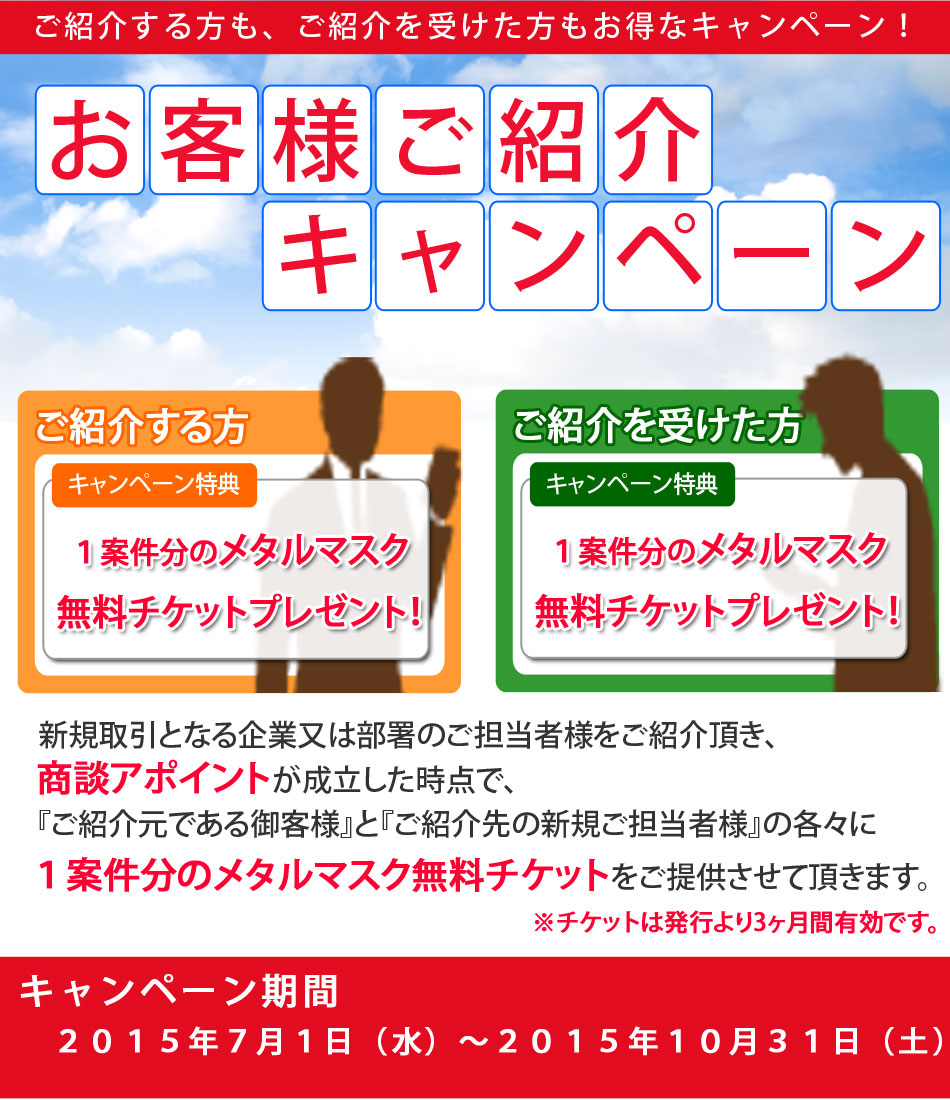 ご紹介する方も、ご紹介を受けた方もお得なキャンペーン！
お客様ご紹介
キャンペーン
ご紹介する方
キャンペーン特典
１案件分のメタルマスク
無料チケットプレゼント！
ご紹介を受けた方
キャンペーン特典
１案件分のメタルマスク
無料チケットプレゼント！
新規取引となる企業又は部署のご担当者様をご紹介頂き、
商談アポイントが成立した時点で、
『ご紹介元である御客様』と『ご紹介先の新規ご担当者様』の各々に
１案件分のメタルマスク無料チケットをご提供させて頂きます。
※チケットは発行より3ヶ月間有効です。
キャンペーン期間
２０１５年７月１日（水）～２０１５年１０月３１日（土）